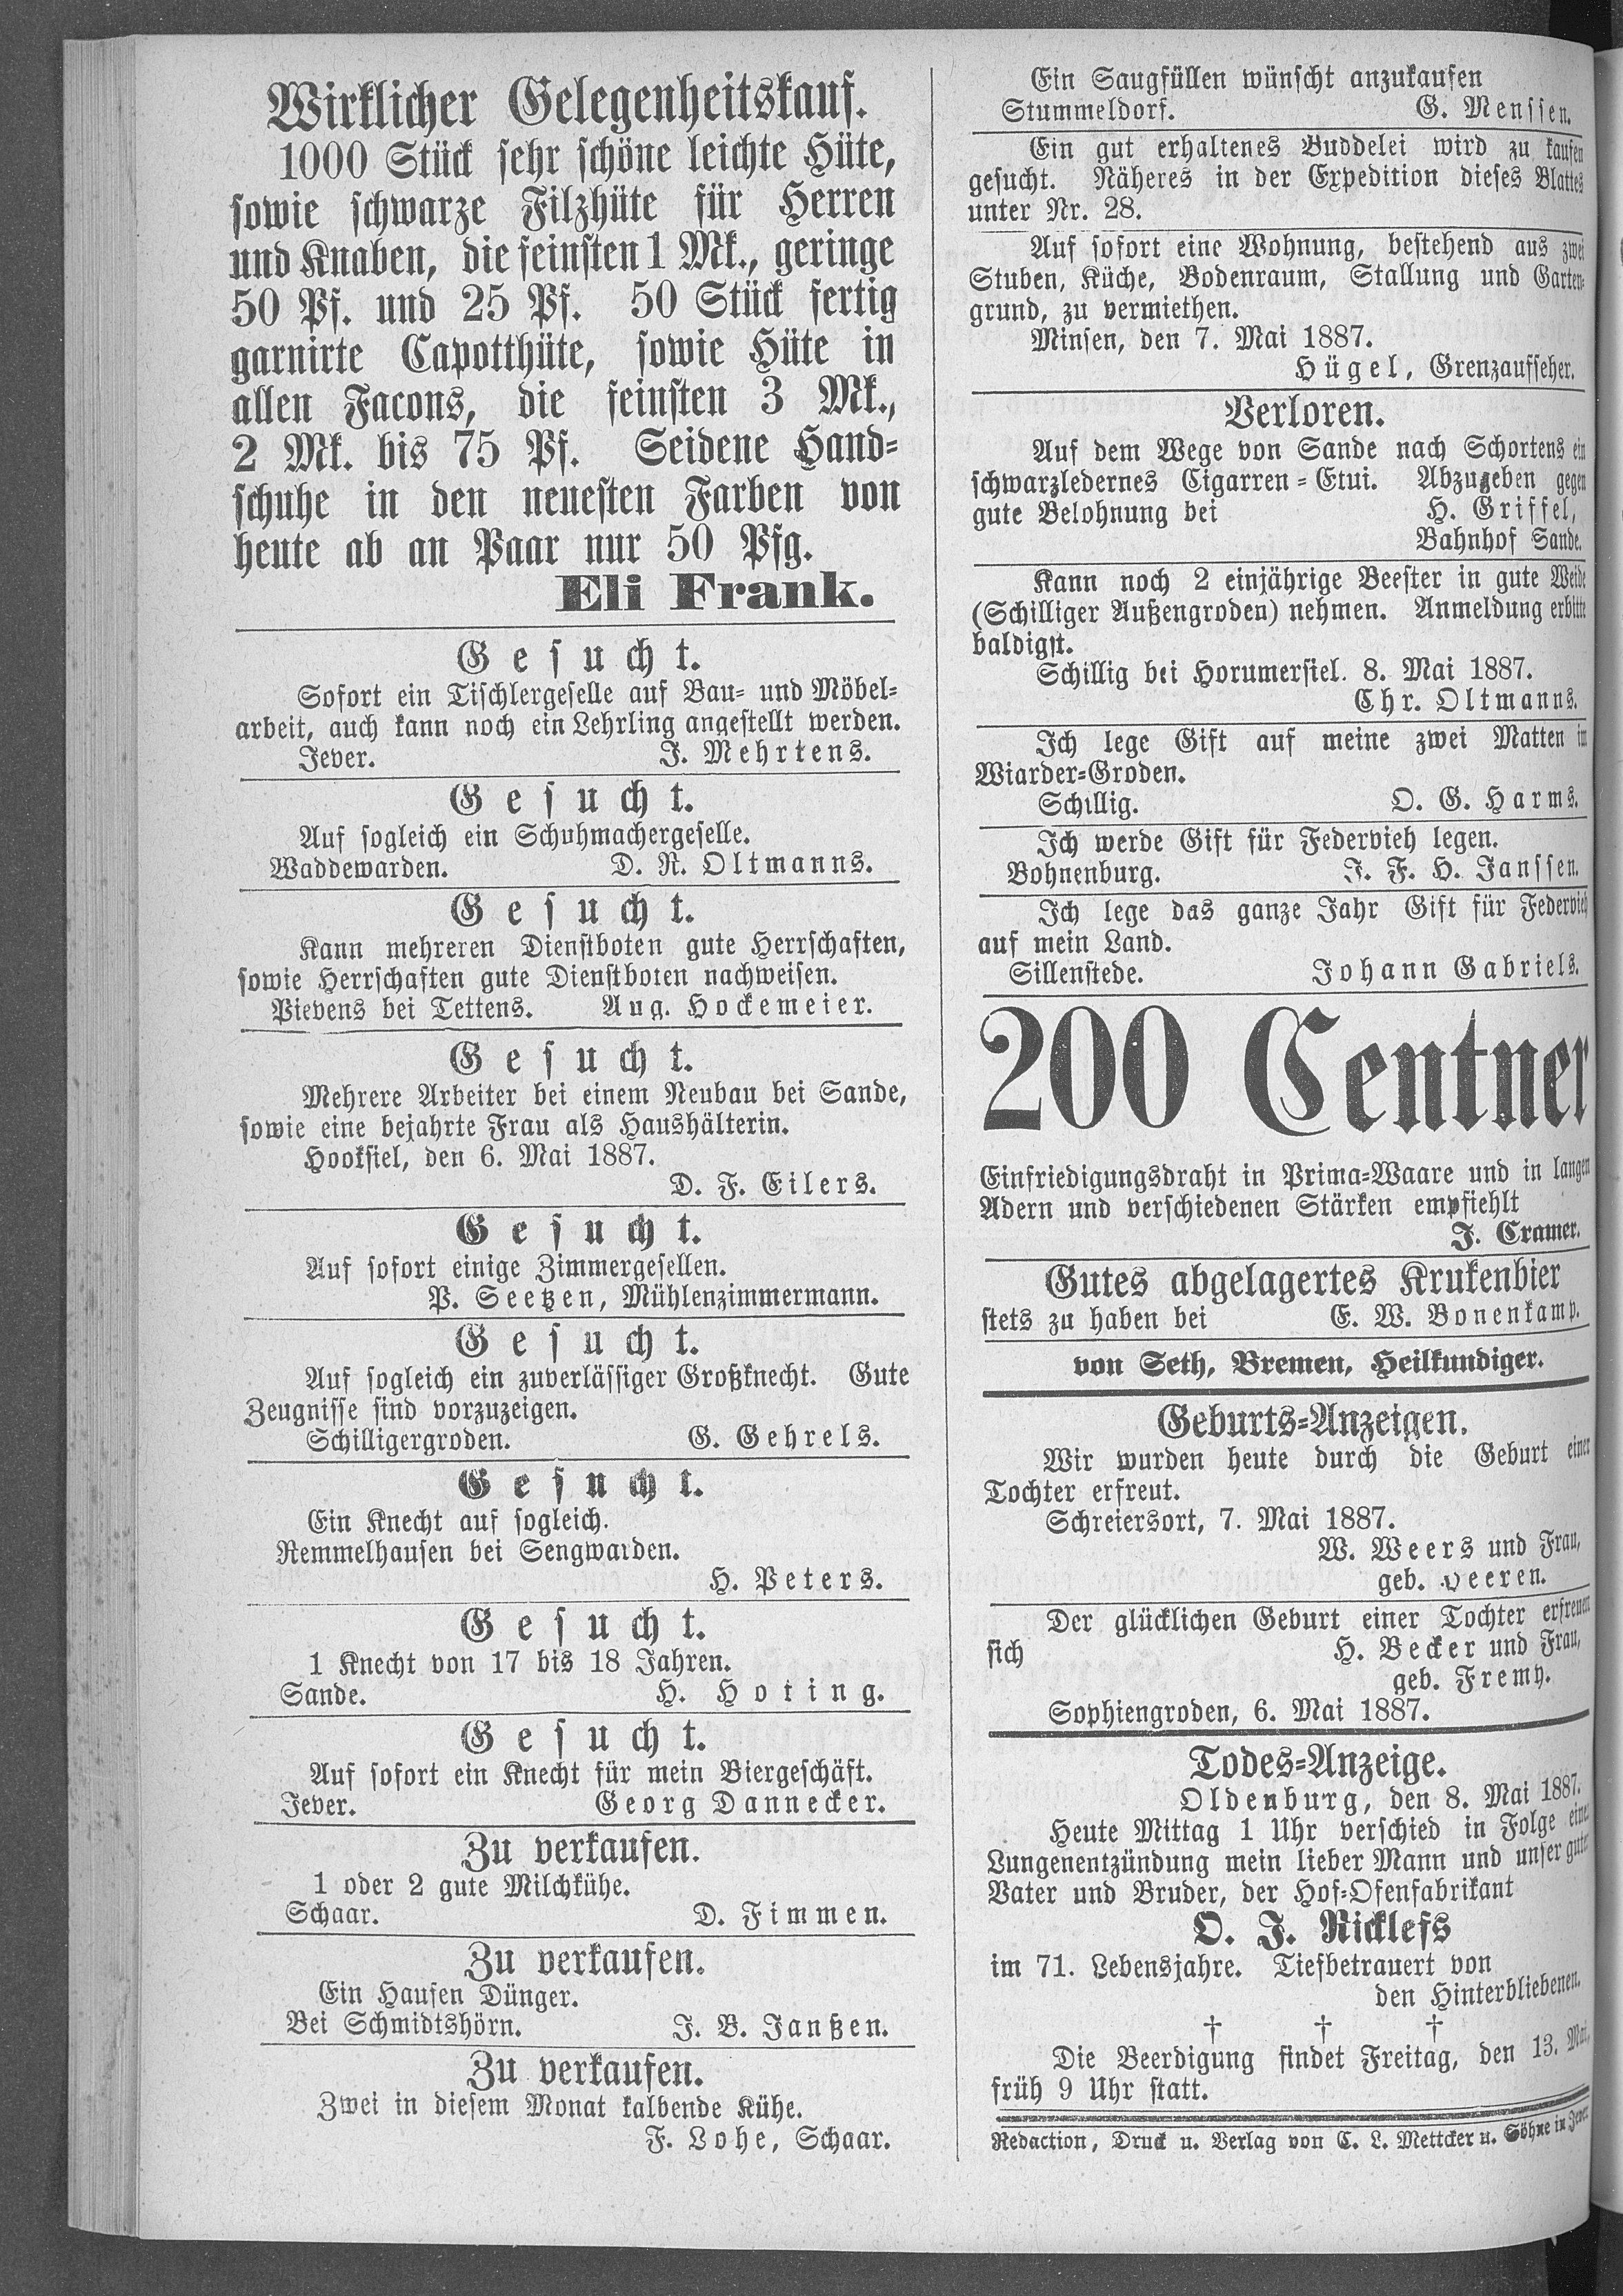 Wirklicher Gelegenheitskauf.
1000 Stück sehr schöne leichte Hüte,
sowie schwarze Filzhüte für Herren
und Knaben, die feinsten 1 Mk., geringe
50 Pf. und 25 Pf. 50 Stück fertig
garnirte Capotthüte, sowie Hüte in
allen Facons, die feinsten 3 Mk.,
2 Mk. bis 75 Pf. Seidene Hand-
schuhe in den neuesten Farben von
heute ab an Paar nur 50 Pfg.
Eli Frank.
Gesucht.
Sofort ein Tischlergeselle auf Bau- und Möbel-
arbeit, auch kann noch ein Lehrling angestellt werden.
Jever. J. Mehrtens.
Gesucht.
Auf sogleich ein Schuhmachergeselle.
Waddewarden. D. R. Oltmanns.
Gesucht.
Kann mehreren Dienstboten gute Herrschaften,
sowie Herrschaften gute Dienstboten nachweisen.
Pievens bei Tettens. Aug. Hockemeier.
Gesucht.
Mehrere Arbeiter bei einem Neubau bei Sande,
sowie eine bejahrte Frau als Haushälterin.
Hooksiel, den 6. Mai 1887.
D. F. Eilers.
Gesucht.
Auf sofort einige Zimmergesellen.
P. Seetzen, Mühlenzimmermann.
Gesucht.
Auf sogleich ein zuverlässiger Großknecht. Gute
Zeugnisse sind vorzuzeigen.
Schilligergroden. G. Gehrels.
Gesucht.
Ein Knecht auf sogleich.
Remmelhausen bei Sengwarden.
H. Peters.
Gesucht.
1 Knecht von 17 bis 18 Jahren.
Sande. H. Hoting.
Gesucht.
Auf sofort ein Knecht für mein Biergeschäft.
Jever. Georg Dannecker.
Zu verkaufen.
1 oder 2 gute Milchkühe.
Schaar. D. Fimmen.
Zu verkaufen.
Ein Haufen Dünger.
Bei Schmidtshörn. J. B. Janßen.
Zu verkaufen.
Zwei in diesem Monat kalbende Kühe.
F. Lohe, Schaar.
Ein Saugfüllen wünscht anzukaufen
Stummeldorf. G. Menssen.
Ein gut erhaltenes Buddelei wird zu kaufen
gesucht. Näheres in der Expedition dieses Blattes
unter Nr. 28.
Auf sofort eine Wohnung, bestehend aus zwei
Stuben, Küche, Bodenraum, Stallung und Garten-
grund, zu vermiethen.
Minsen, den 7. Mai 1887.
Hügel, Grenzaufseher.
Verloren.
Auf dem Wege von Sande nach Schortens ein
schwarzledernes Cigarren-Etui. Abzugeben gegen
gute Belohnung bei H. Griffel,
Bahnhof Sande.
Kann noch 2 einjährige Beester in gute Weide
(Schilliger Außengroden) nehmen. Anmeldung erbitte
baldigst.
Schillig bei Horumersiel. 8. Mai 1887.
Chr. Oltmanns.
Ich lege Gift auf meine zwei Matten im
Wiarder-Groden.
Schillig. O. G. Harms.
Ich werde Gift für Federvieh legen.
Bohnenburg. J. F. H. Janssen.
Ich lege das ganze Jahr Gift für Federvieh
auf mein Land.
Sillenstede. Johann Gabriels.
200 Centner
Einfriedigungsdraht in Prima-Waare und in langen
Adern und verschiedenen Stärken empfiehlt
J. Cramer.
Gutes abgelagertes Krukenbier
stets zu haben bei E. W. Bonenkamp.
von Seth, Bremen, Heilkundiger.
Geburts-Anzeigen.
Wir wurden heute durch die Geburt einer
Tochter erfreut.
Schreiersort, 7. Mai 1887.
W. Weers und Frau,
geb.
Der glücklichen Geburt einer Tochter erfreuen
sich H. Becker und Frau,
geb. Fremy.
Sophiengroden, 6. Mai 1887.
Todes-Anzeige.
Oldenburg, den 8. Mai 1887.
Heute Mittag 1 Uhr verschied in Folge einer
Lungenentzündung mein lieber Mann und unser guter
Vater und Bruder, der Hof-Ofenfabrikant
O. J. Ricklefs
im 71. Lebensjahre. Tiefbetrauert von
den Hinterbliebenen.
† † †
Die Beerdigung findet Freitag, den 13. Mai,
früh 9 Uhr statt.
Redaction, Druck u. Verlag von C. L. Mettcker u. Söhne in Jever